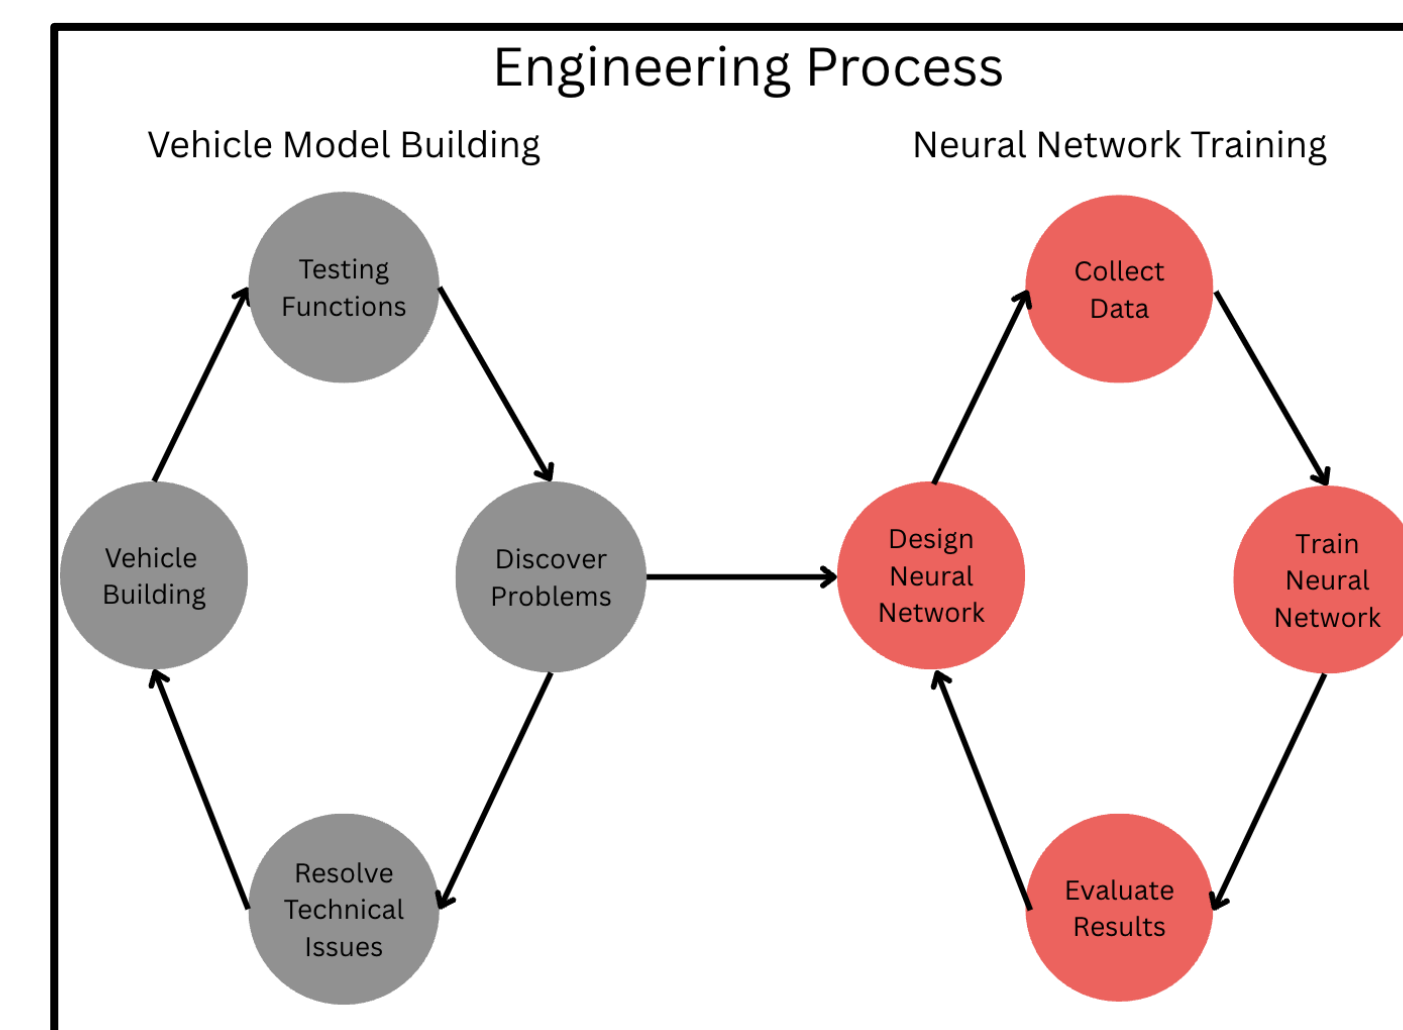 Engineering Process
Vehicle Model Building
Neural Network Training
Testing
Functions
Collect
Data
Vehicle
Building
Discover
Problems
Design
Neural
Network
Train
Neural
Network
Resolve
Technical
Issues
Evaluate
Results